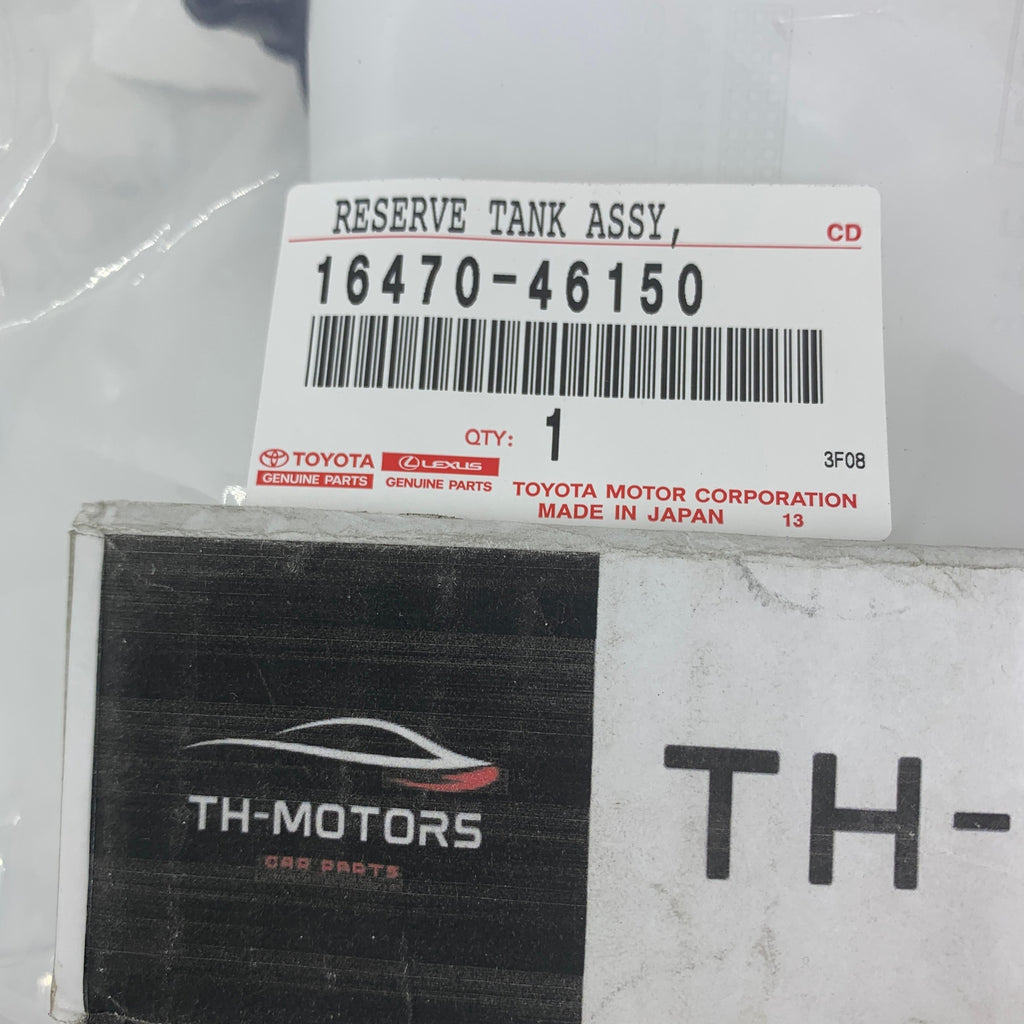 RESERVE TANK ASSY,
CD
16470-46150
QTY: 1
3F08
TOYOTA
GENUINE PARTS
LEXUS
GENUINE PARTS
TOYOTA MOTOR CORPORATION
MADE IN JAPAN 13
TH-MOTORS
CAR PARTS
TH-